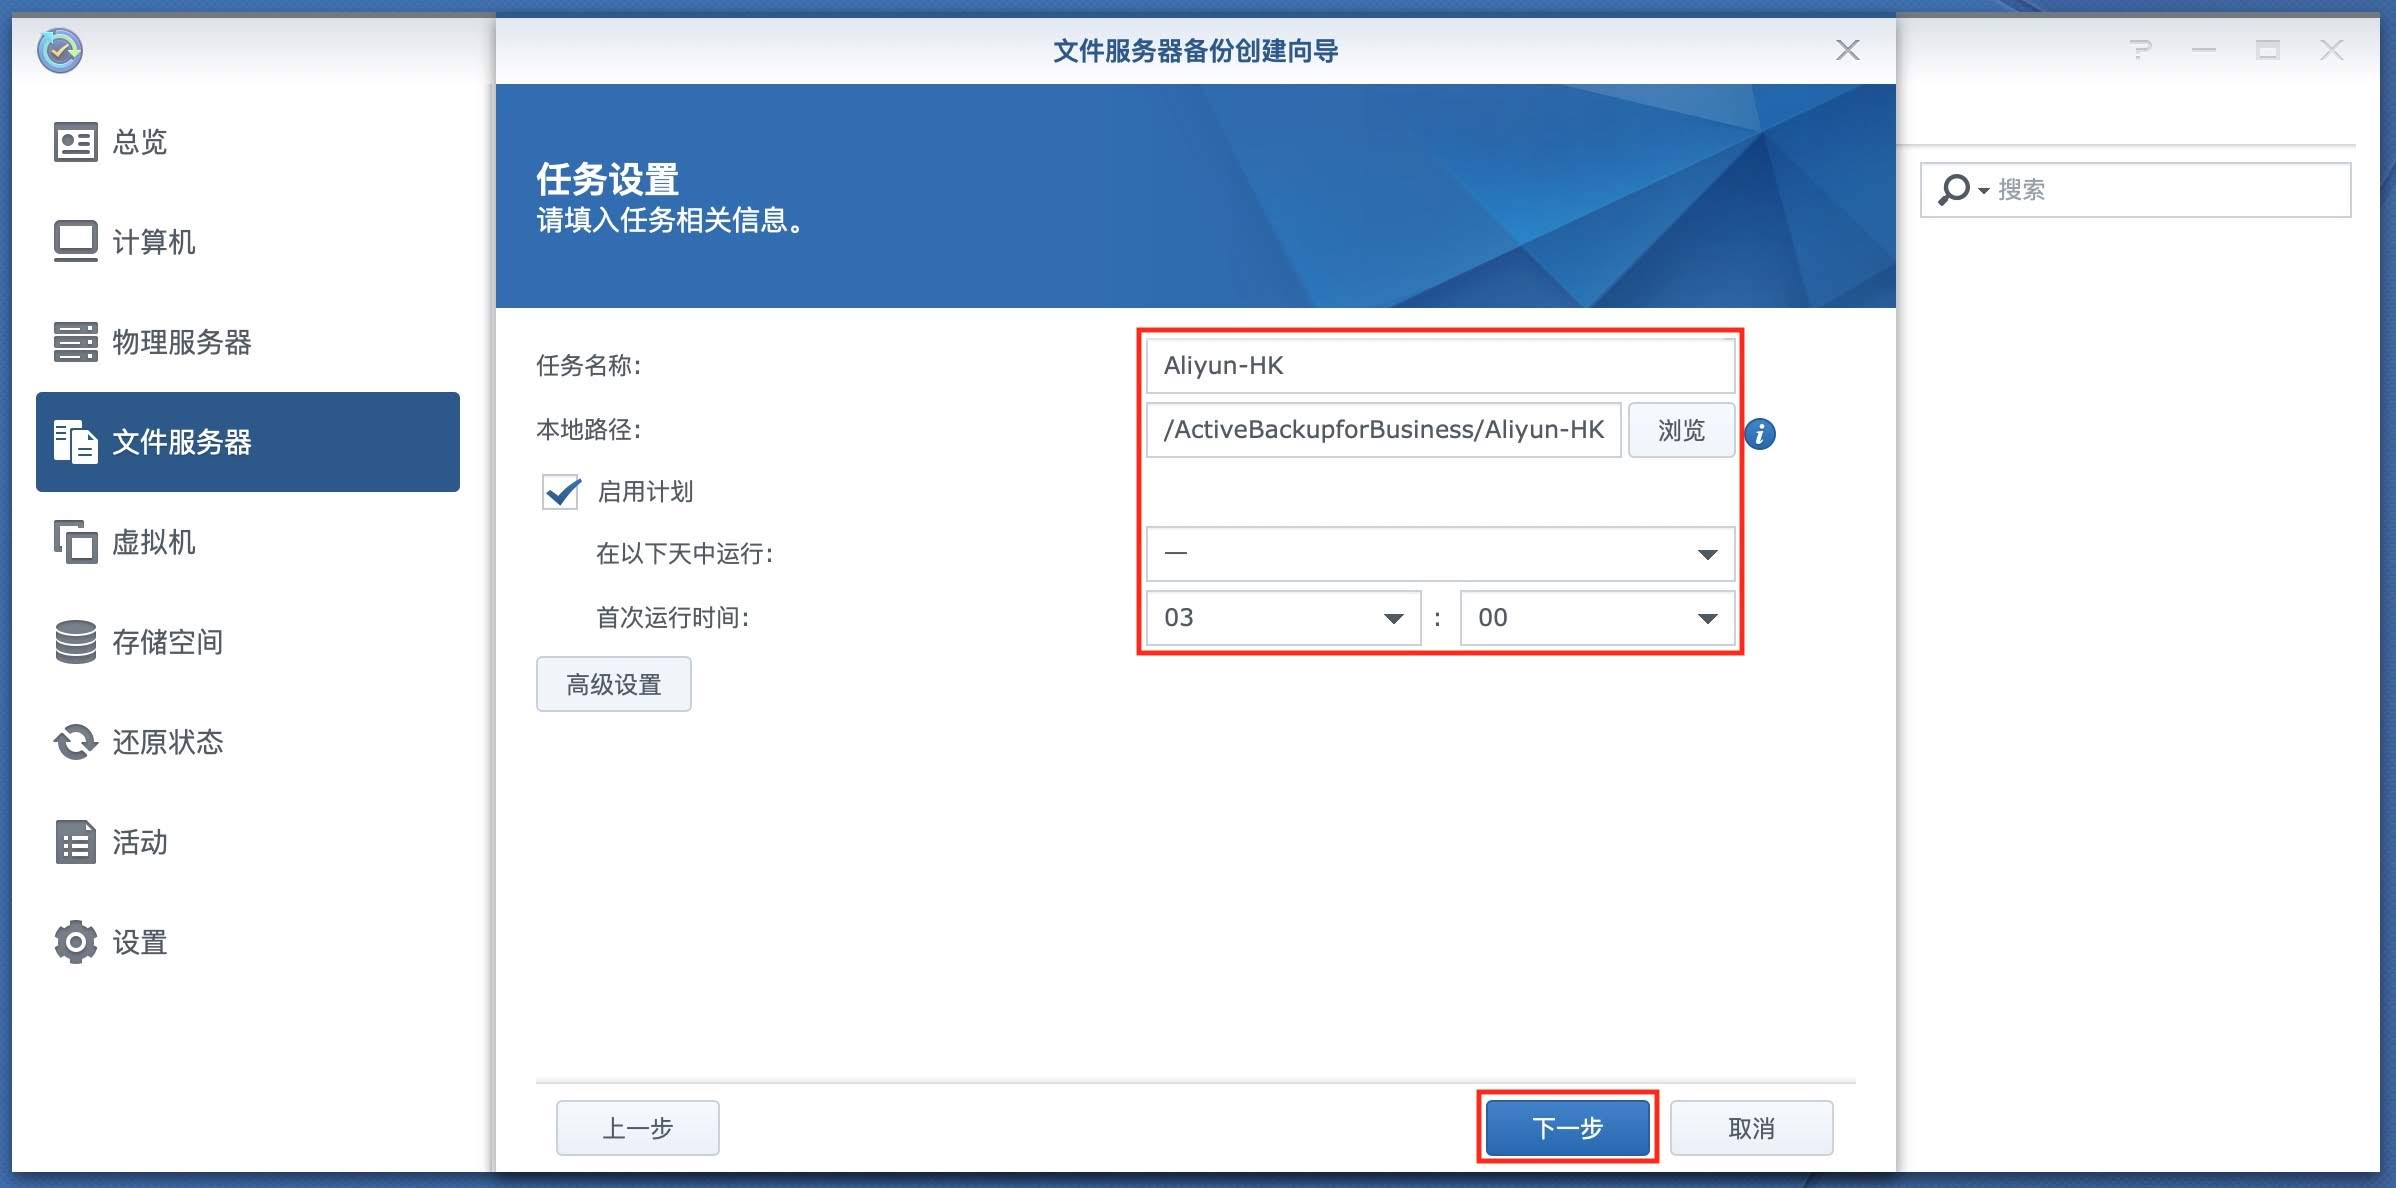 文件服务器备份创建向导
总览
计算机
物理服务器
文件服务器
虚拟机
存储空间
还原状态
活动
设置
任务设置
请填入任务相关信息。
搜索
任务名称: Aliyun-HK
本地路径: /ActiveBackupforBusiness/Aliyun-HK 浏览
启用计划
在以下天中运行: 一
首次运行时间: 03 : 00
高级设置
上一步 下一步 取消